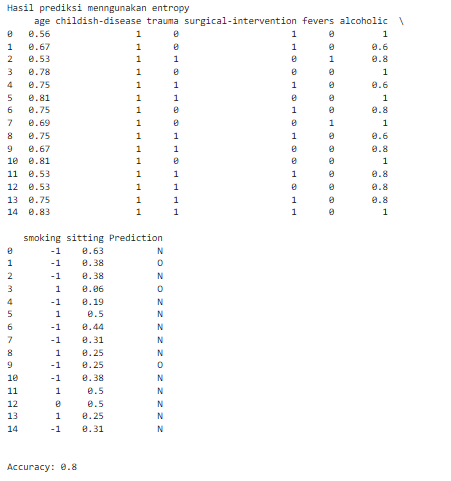 Hasil prediksi menngunakan entropy
age childish-disease trauma surgical-intervention fevers alcoholic \
0 0.56 1 0 1 0 1
1 0.67 1 0 1 0 0.6
2 0.53 1 1 0 1 0.8
3 0.78 1 0 0 0 1
4 0.75 1 1 1 0 0.6
5 0.81 1 1 0 0 1
6 0.75 1 0 1 0 0.8
7 0.69 1 0 0 1 1
8 0.75 1 1 1 0 0.6
9 0.67 1 1 0 0 0.8
10 0.81 1 0 0 0 1
11 0.53 1 1 1 0 0.8
12 0.53 1 1 0 0 0.8
13 0.75 1 1 1 0 0.8
14 0.83 1 1 1 0 1
smoking sitting Prediction
0 -1 0.63 N
1 -1 0.38 O
2 -1 0.38 N
3 1 0.06 O
4 -1 0.19 N
5 1 0.5 N
6 -1 0.44 N
7 -1 0.31 N
8 1 0.25 N
9 -1 0.25 O
10 -1 0.38 N
11 1 0.5 N
12 0 0.5 N
13 1 0.25 N
14 -1 0.31 N
Accuracy: 0.8